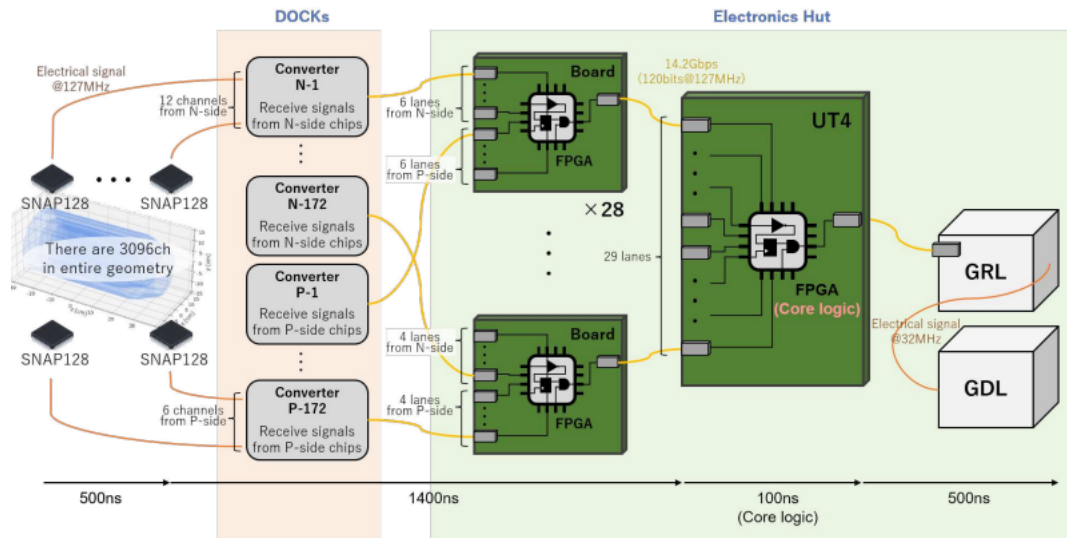 DOCKs
Electronics Hut
Electrical signal
@127MHz
12 channels
from N-side
Converter
N-1
Receive signals
from N-side chips
Converter
N-172
Receive signals
from N-side chips
Converter
P-1
Receive signals
from P-side chips
Converter
P-172
Receive signals
from P-side chips
SNAP128
SNAP128
There are 3096ch
in entire geometry
SNAP128
SNAP128
6 channels
from P-side
Board
6 lanes
from N-side
6 lanes
from P-side
FPGA
×28
4 lanes
from N-side
4 lanes
from P-side
Board
FPGA
14.2Gbps
(120bits@127MHz)
UT4
29 lanes
FPGA
(Core logic)
GRL
Electrical signal
@32MHz
GDL
500ns
1400ns
100ns
(Core logic)
500ns